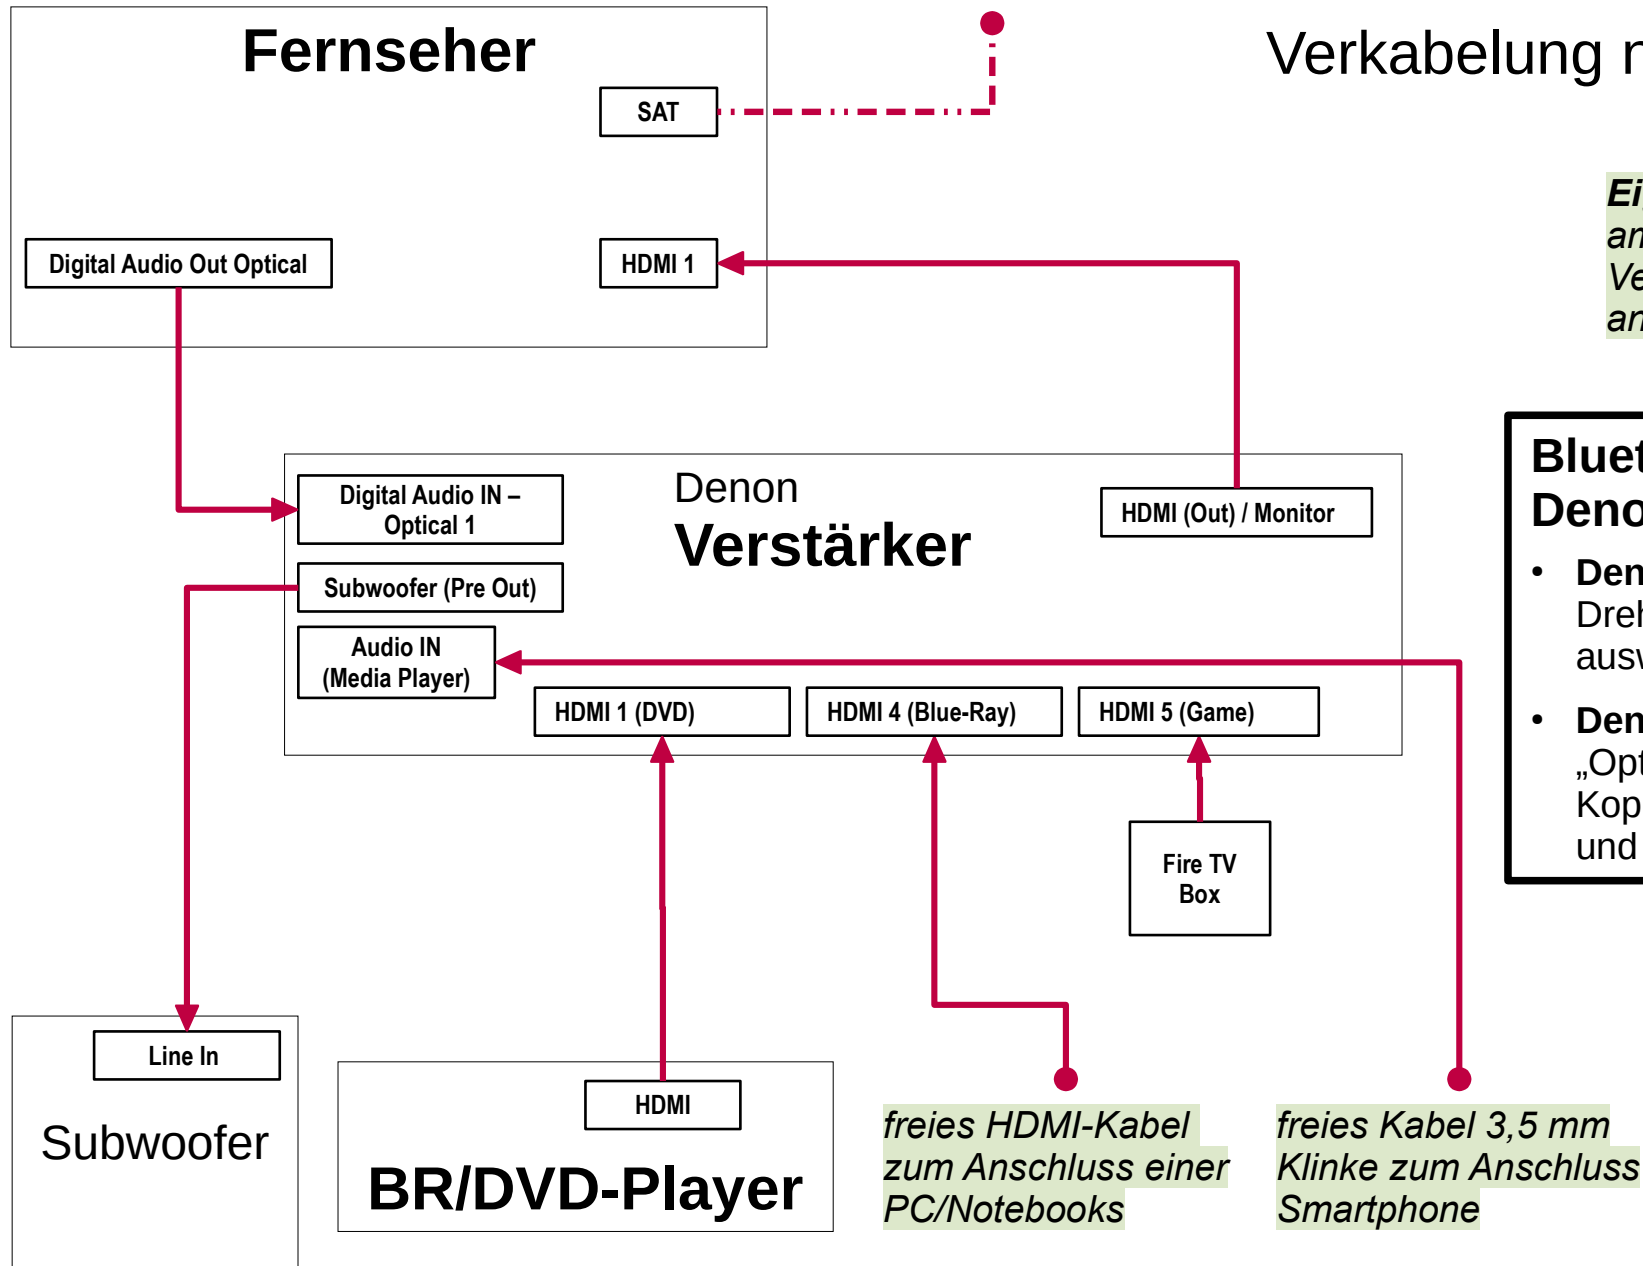 Fernseher
Verkabelung
SAT
Digital Audio Out Optical
HDMI 1
Digital Audio IN –
Optical 1
Denon
Verstärker
HDMI (Out) / Monitor
Subwoofer (Pre Out)
Audio IN
(Media Player)
HDMI 1 (DVD)
HDMI 4 (Blue-Ray)
HDMI 5 (Game)
und
Fire TV
Box
Line In
Subwoofer
HDMI
BR/DVD-Player
freies HDMI-Kabel
zum Anschluss einer
PC/Notebooks
freies Kabel 3,5 mm
Klinke zum Anschluss
Smartphone